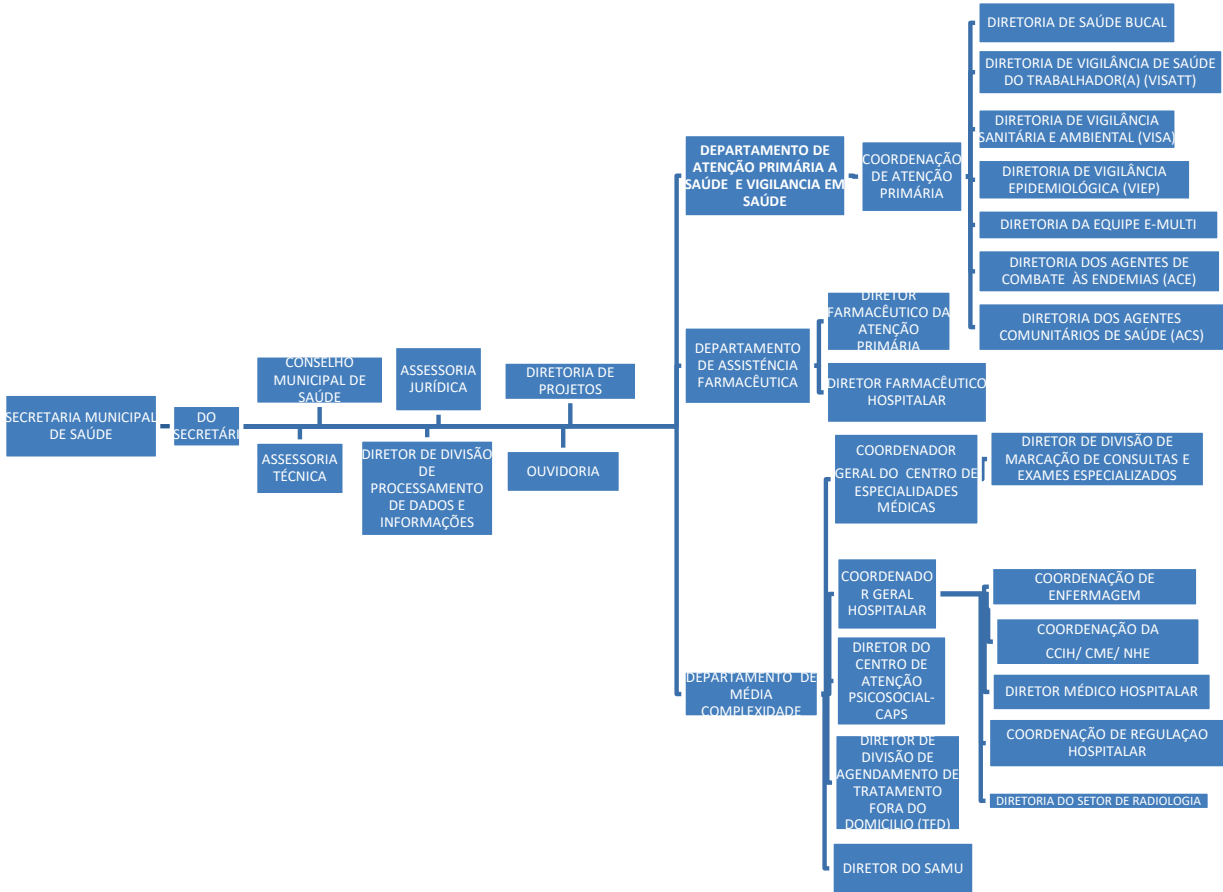 SECRETARIA MUNICIPAL
DE SAÚDE
DO
SECRETÁRI
CONSELHO
MUNICIPAL DE
SAÚDE
ASSESSORIA
TÉCNICA
ASSESSORIA
JURÍDICA
DIRETOR DE DIVISÃO
DE
PROCESSAMENTO
DE DADOS E
INFORMAÇÕES
DIRETORIA DE
PROJETOS
OUVIDORIA
DEPARTAMENTO DE
ATENÇÃO PRIMÁRIA A
SAÚDE E VIGILANCIA EM
SAÚDE
COORDENAÇÃO
DE ATENÇÃO
PRIMÁRIA
DIRETORIA DE SAÚDE BUCAL
DIRETORIA DE VIGILÂNCIA DE SAÚDE
DO TRABALHADOR(A) (VISATT)
DIRETORIA DE VIGILÂNCIA
SANITÁRIA E AMBIENTAL (VISA)
DIRETORIA DE VIGILÂNCIA
EPIDEMIOLÓGICA (VIEP)
DIRETORIA DA EQUIPE E-MULTI
DIRETORIA DOS AGENTES DE
COMBATE ÀS ENDEMIAS (ACE)
DIRETORIA DOS AGENTES
COMUNITÁRIOS DE SAÚDE (ACS)
DEPARTAMENTO
DE ASSISTÉNCIA
FARMACÊUTICA
DIRETOR
FARMACÊUTICO DA
ATENÇÃO
PRIMÁRIA
DIRETOR FARMACÊUTICO
HOSPITALAR
DEPARTAMENTO DE
MÉDIA
COMPLEXIDADE
COORDENADOR
GERAL DO CENTRO DE
ESPECIALIDADES
MÉDICAS
DIRETOR DE DIVISÃO DE
MARCAÇÃO DE CONSULTAS E
EXAMES ESPECIALIZADOS
COORDENADO
R GERAL
HOSPITALAR
COORDENAÇÃO DE
ENFERMAGEM
COORDENAÇÃO DA
CCIH/ CME/ NHE
DIRETOR MÉDICO HOSPITALAR
COORDENAÇÃO DE REGULAÇAO
HOSPITALAR
DIRETORIA DO SETOR DE RADIOLOGIA
DIRETOR DO
CENTRO DE
ATENÇÃO
PSICOSOCIAL-
CAPS
DIRETOR DE
DIVISÃO DE
AGENDAMENTO DE
TRATAMENTO
FORA DO
DOMICILIO (TFD)
DIRETOR DO SAMU